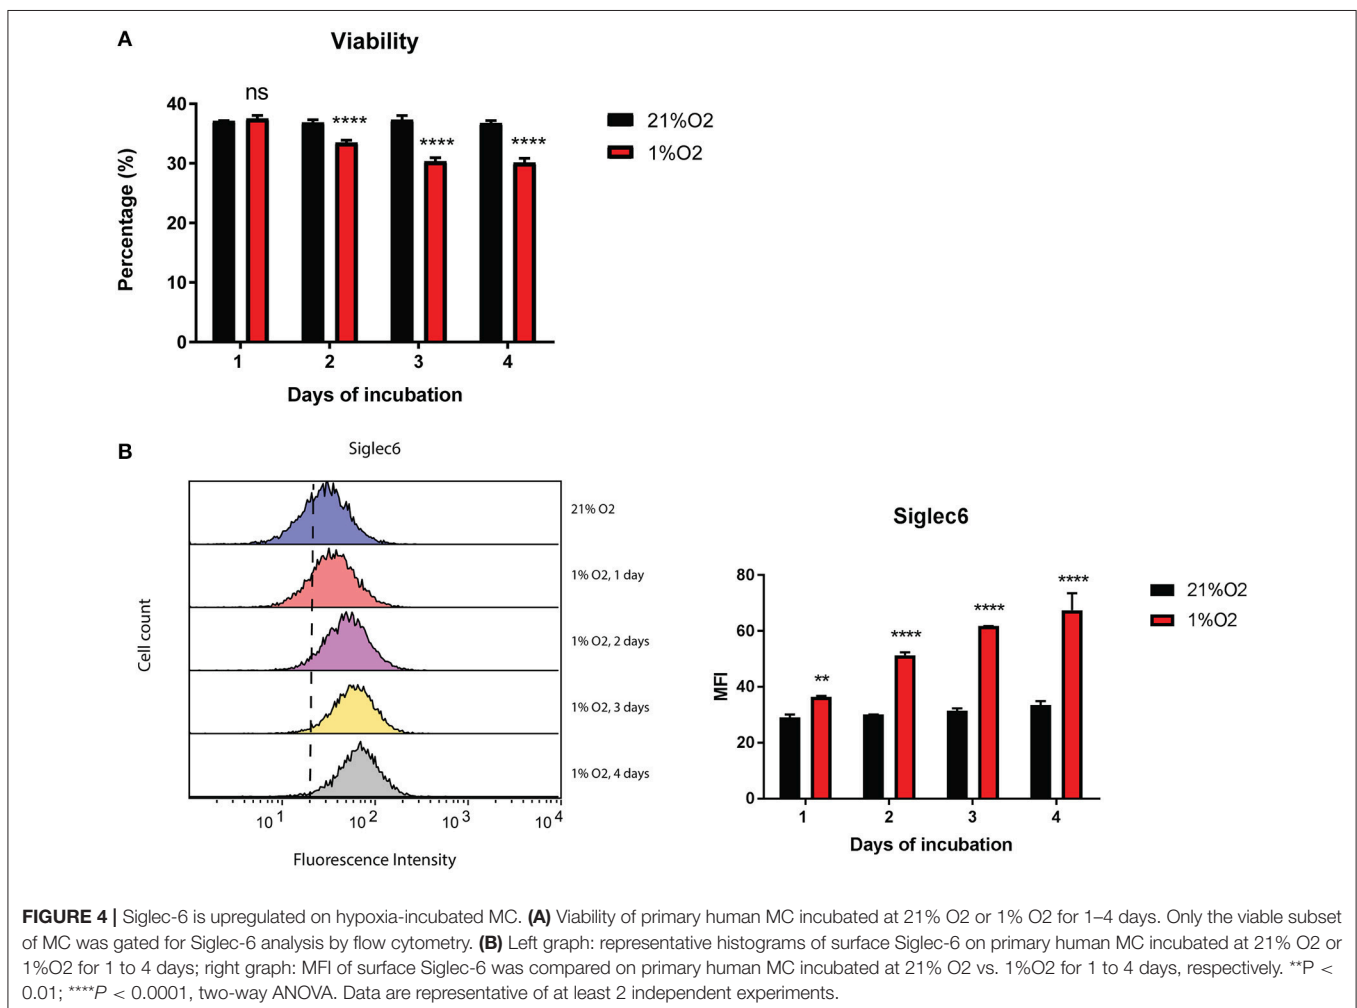 A
Viability
ns
40
****
****
****
30
20
10
0
Percentage (%)
1 2 3 4
Days of incubation
21%O2
1%O2
B
Siglec6
21% O2
1% O2, 1 day
1% O2, 2 days
1% O2, 3 days
1% O2, 4 days
Cell count
10 1 10 2 10 3 10 4
Fluorescence Intensity
Siglec6
80
60
40
20
0
MFI
**
****
****
****
1 2 3 4
Days of incubation
21%O2
1%O2
FIGURE 4 | Siglec-6 is upregulated on hypoxia-incubated MC. (A) Viability of primary human MC incubated at 21% O2 or 1% O2 for 1–4 days. Only the viable subset
of MC was gated for Siglec-6 analysis by flow cytometry. (B) Left graph: representative histograms of surface Siglec-6 on primary human MC incubated at 21% O2 or
1%O2 for 1 to 4 days; right graph: MFI of surface Siglec-6 was compared on primary human MC incubated at 21% O2 vs. 1%O2 for 1 to 4 days, respectively. **P <
0.01; ****P < 0.0001, two-way ANOVA. Data are representative of at least 2 independent experiments.